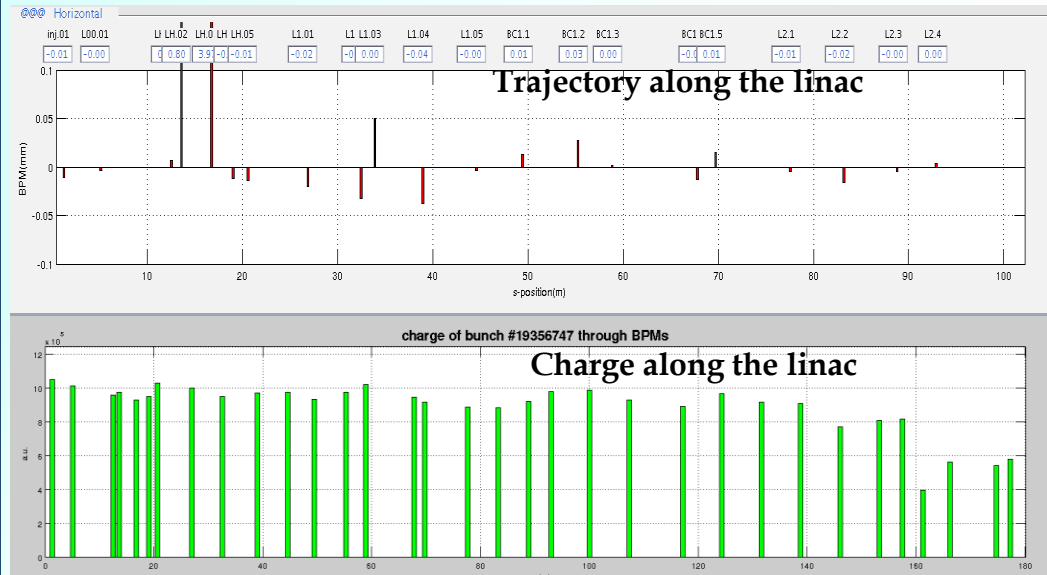 @@@ Horizontal
inj.01 L00.01 LH.02 LH.0 LH LH.05 L1.01 L1 L1.03 L1.04 L1.05 BC1.1 BC1.2 BC1.3 BC1 BC1.5 L2.1 L2.2 L2.3 L2.4
-0.01 -0.00 0.80 3.9 -0.01 -0.02 -0 0.00 -0.04 -0.00 0.01 0.03 0.00 -0.0 0.01 -0.01 -0.02 -0.00 0.00
Trajectory along the linac
0.1
0.05
0
-0.05
-0.1
BPM(mm)
10 20 30 40 50 60 70 80 90 100
s-position(m)
charge of bunch #19356747 through BPMs
x 10 5
Charge along the linac
12
10
8
6
4
2
0
a.u.
0 20 40 60 80 100 120 140 160 180